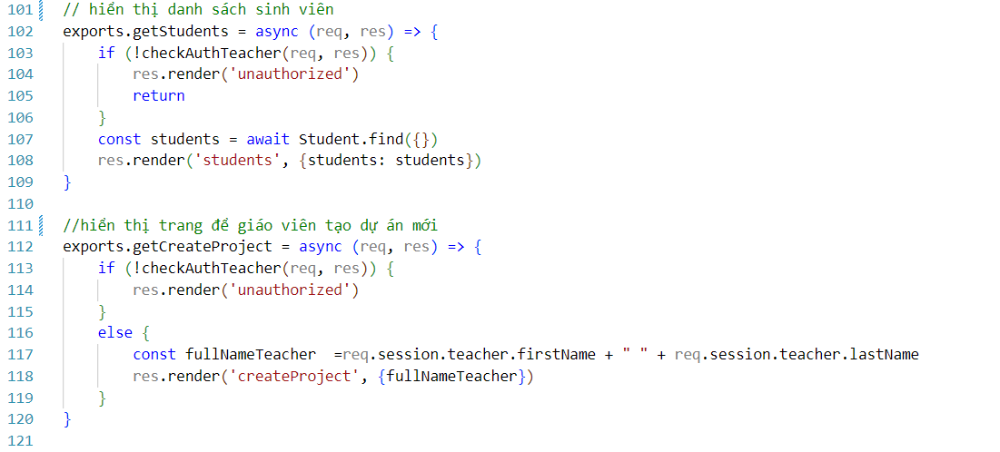 101 // hiển thị danh sách sinh viên
102 exports.getStudents = async (req, res) => {
103     if (!checkAuthTeacher(req, res)) {
104         res.render('unauthorized')
105         return
106     }
107     const students = await Student.find({})
108     res.render('students', {students: students})
109 }
110
111 //hiển thị trang để giáo viên tạo dự án mới
112 exports.getCreateProject = async (req, res) => {
113     if (!checkAuthTeacher(req, res)) {
114         res.render('unauthorized')
115     }
116     else {
117         const fullNameTeacher  =req.session.teacher.firstName + " " + req.session.teacher.lastName
118         res.render('createProject', {fullNameTeacher})
119     }
120 }
121